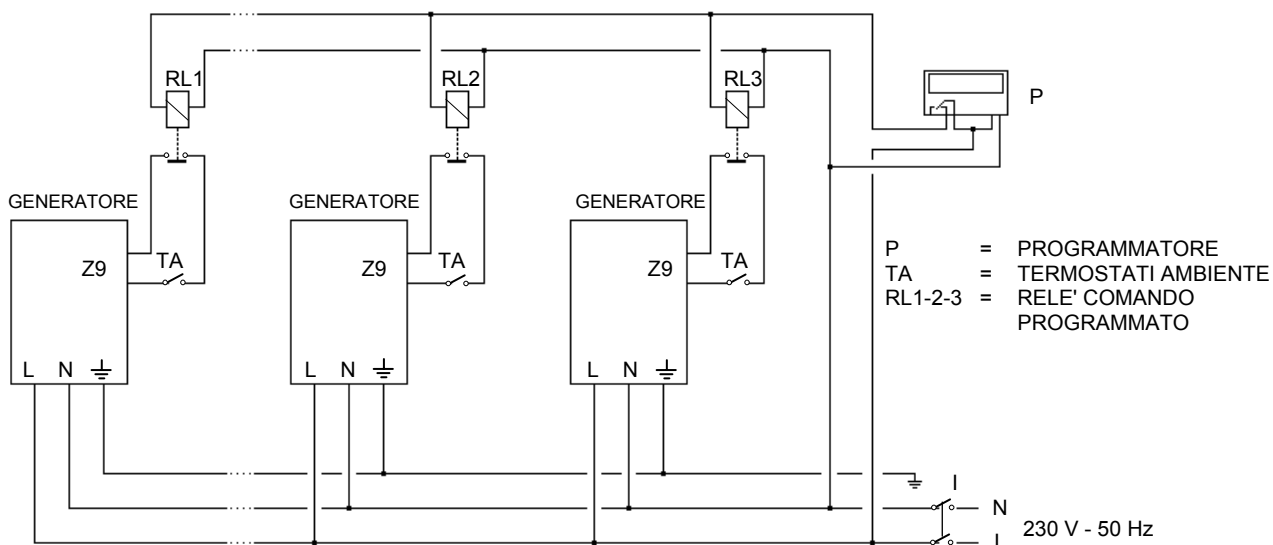 RL1 RL2 RL3
P
GENERATORE GENERATORE GENERATORE
Z9 TA Z9 TA Z9 TA
P = PROGRAMMATORE
TA = TERMOSTATI AMBIENTE
RL1-2-3 = RELE' COMANDO
PROGRAMMATO
L N L N L N
I
N
230 V - 50 Hz
L